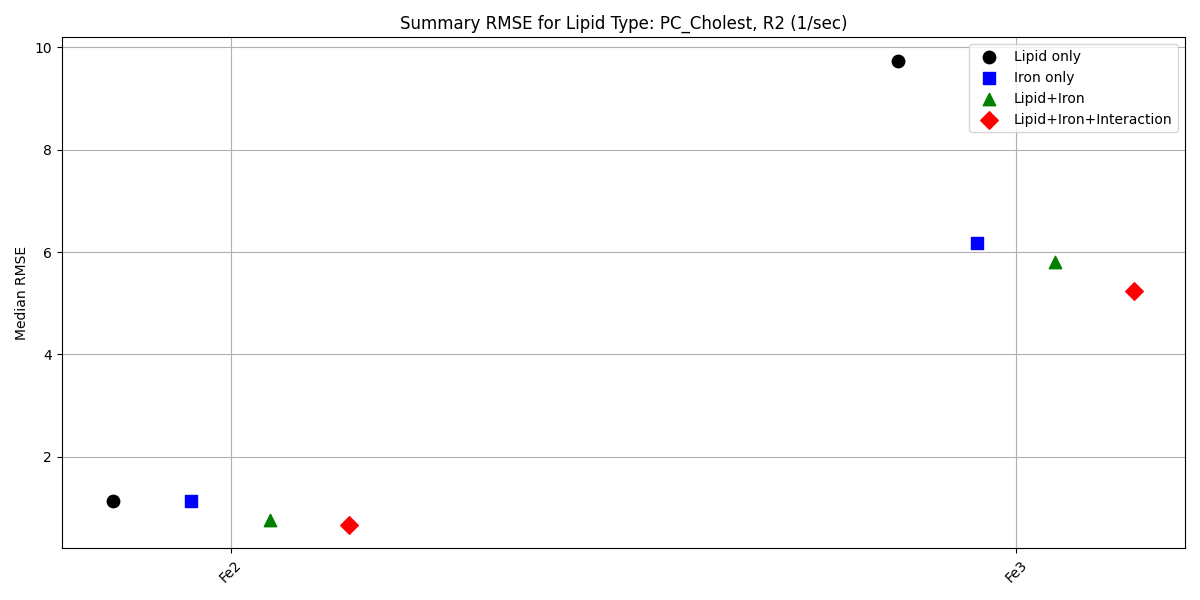 Summary RMSE for Lipid Type: PC_Cholest, R2 (1/sec)
Median RMSE
10
8
6
4
2
Lipid only
Iron only
Lipid+Iron
Lipid+Iron+Interaction
Fe2
Fe3